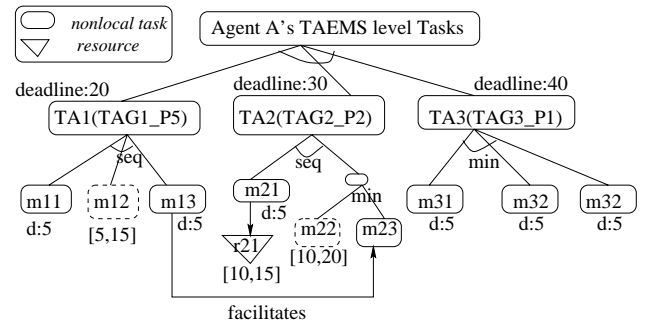 nonlocal task
resource
Agent A's TAEMS level Tasks
deadline:20
deadline:30
deadline:40
TA1(TAG1_P5)
TA2(TAG2_P2)
TA3(TAG3_P1)
seq
seq
min
m11
m12
m13
m21
min
m31
m32
m32
d:5
[5,15]
d:5
d:5
r21
[10,15]
m22
[10,20]
m23
d:5
d:5
d:5
facilitates